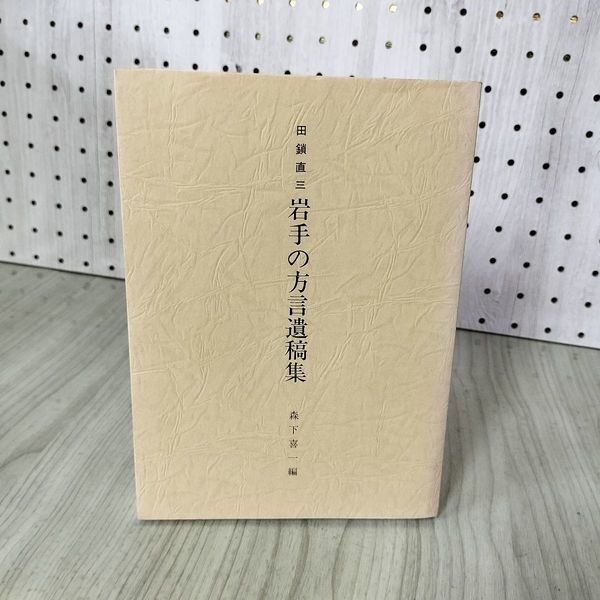 田鎖直三
岩手の方言遺稿集
森下喜一編